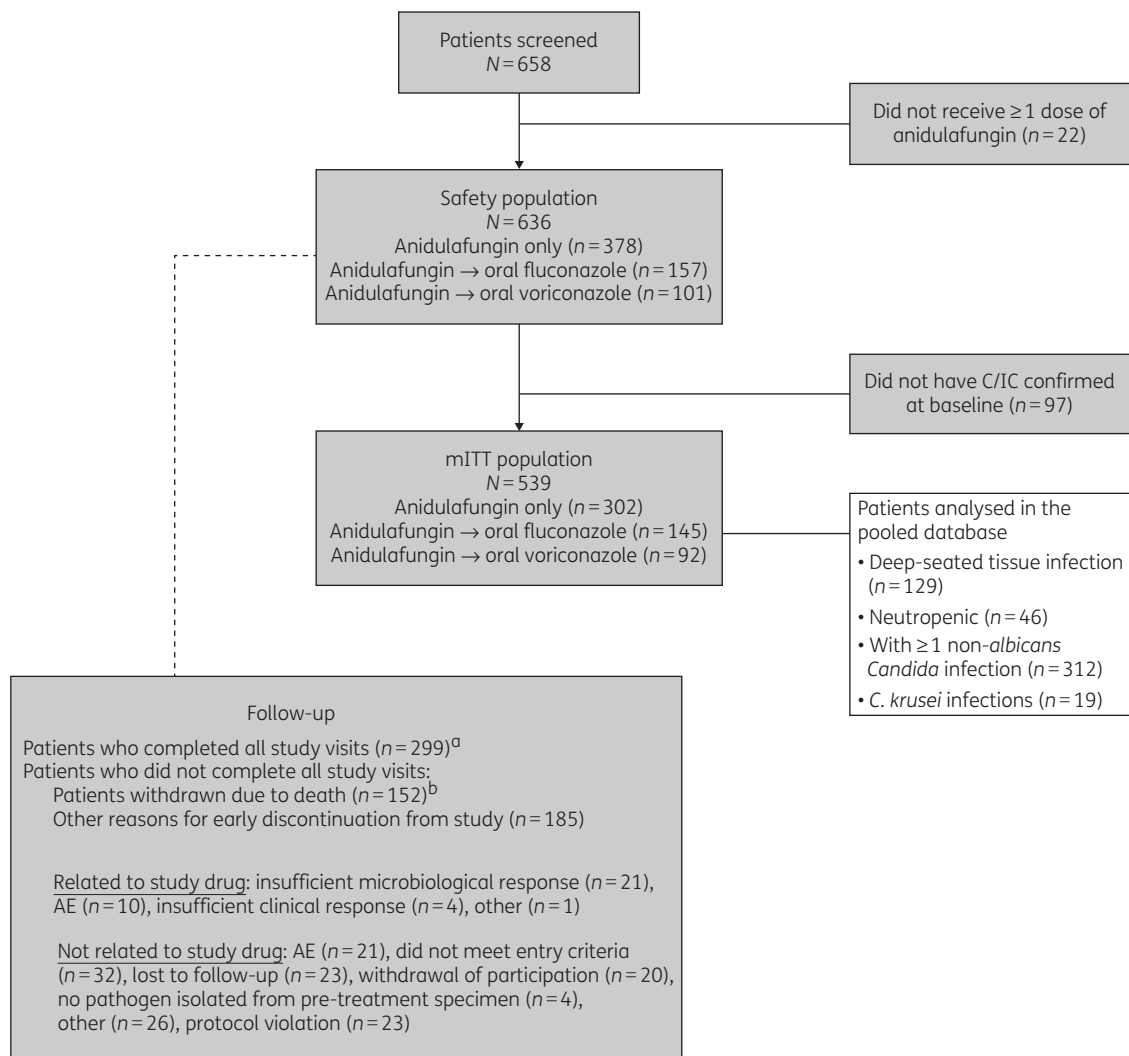 Patients screened
N = 658
Did not receive ≥1 dose of
anidulafungin (n = 22)
Safety population
N = 636
Anidulafungin only (n = 378)
Anidulafungin → oral fluconazole (n = 157)
Anidulafungin → oral voriconazole (n = 101)
Did not have C/IC confirmed
at baseline (n = 97)
mITT population
N = 539
Anidulafungin only (n = 302)
Anidulafungin → oral fluconazole (n = 145)
Anidulafungin → oral voriconazole (n = 92)
Patients analysed in the
pooled database
• Deep-seated tissue infection
(n = 129)
• Neutropenic (n = 46)
• With ≥1 non-albicans
Candida infection (n = 312)
• C. krusei infections (n = 19)
Follow-up
Patients who completed all study visits (n = 299)a
Patients who did not complete all study visits:
Patients withdrawn due to death (n = 152)b
Other reasons for early discontinuation from study (n = 185)
Related to study drug: insufficient microbiological response (n = 21),
AE (n = 10), insufficient clinical response (n = 4), other (n = 1)
Not related to study drug: AE (n = 21), did not meet entry criteria
(n = 32), lost to follow-up (n = 23), withdrawal of participation (n = 20),
no pathogen isolated from pre-treatment specimen (n = 4),
other (n = 26), protocol violation (n = 23)